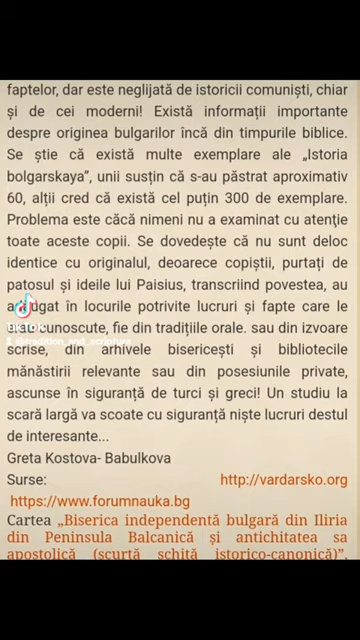 faptelor, dar este neglijată de istoricii comuniști, chiar
și de cei moderni! Există informații importante
despre originea bulgarilor încă din timpurile biblice.
Se știe că există multe exemplare ale „Istoria
bolgarskaya”, unii susțin că s-au păstrat aproximativ
60, alții cred că există cel puțin 300 de exemplare.
Problema este căcă nimeni nu a examinat cu atenţie
toate aceste copii. Se dovedește că nu sunt deloc
identice cu originalul, deoarece copiștii, purtați de
patosul și ideile lui Paisius, transcriind povestea, au
în locurile potrivite lucruri și fapte care le
cunoscute, fie din tradițiile orale. sau din izvoare
@tradition_and_scripture
scrise, din arhivele bisericești și bibliotecile
mănăstirii relevante sau din posesiunile private,
ascunse în siguranță de turci și greci! Un studiu la
scară largă va scoate cu siguranță niște lucruri destul
de interesante...
Greta Kostova- Babulkova
Surse: http://vardarsko.org
https://www.forumnauka.bg
Cartea „Biserica independentă bulgară din Iliria
din Peninsula Balcanică și antichitatea sa
apostolică (scurtă schiță istorico-canonică)”,